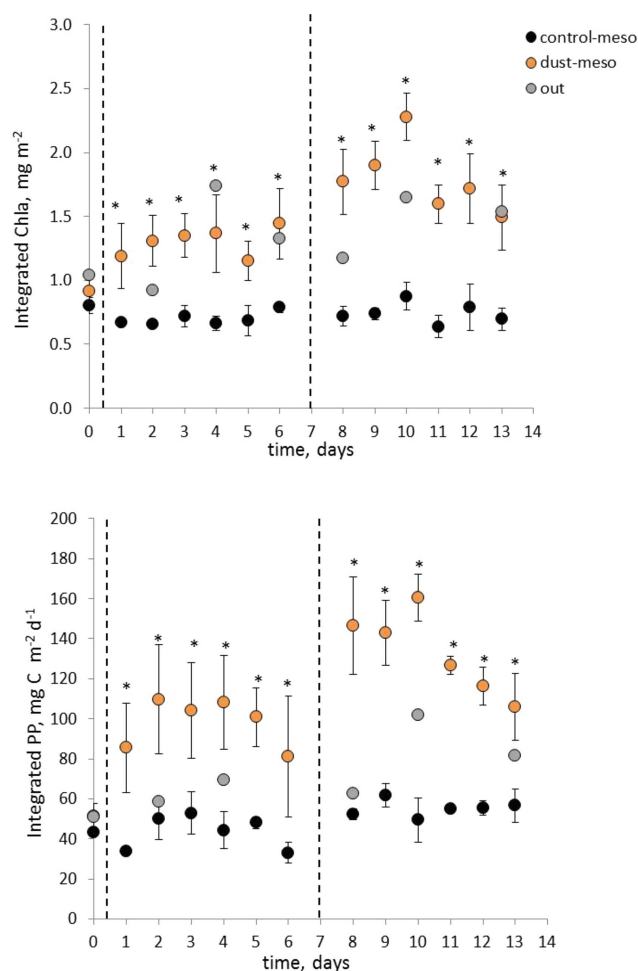 3.0
control-meso
dust-meso
out
2.5
*
2.0
* * * * *
* * * * * *
1.5
Integrated Chla, mg m⁻²
1.0
0.5
0.0
0 1 2 3 4 5 6 7 8 9 10 11 12 13 14
time, days
200
180
* * *
160
* * * * * *
140
* * *
120
Integrated PP, mg C m⁻² d⁻¹
100
80
60
40
20
0
0 1 2 3 4 5 6 7 8 9 10 11 12 13 14
time, days